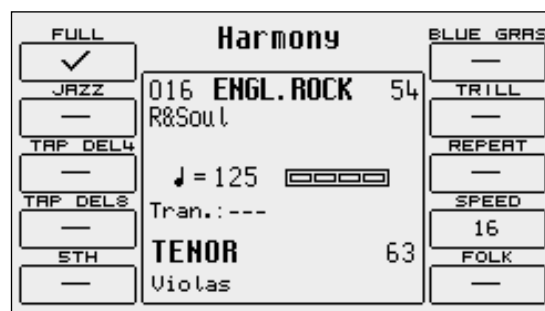 FULL
Harmony
BLUE GRAS
JAZZ
016 ENGL.ROCK 54
TRILL
R&Soul
TAP DEL4
REPEAT
♩=125
TAP DEL8
SPEED
Tran.:---
16
5TH
TENOR 63
FOLK
Violas